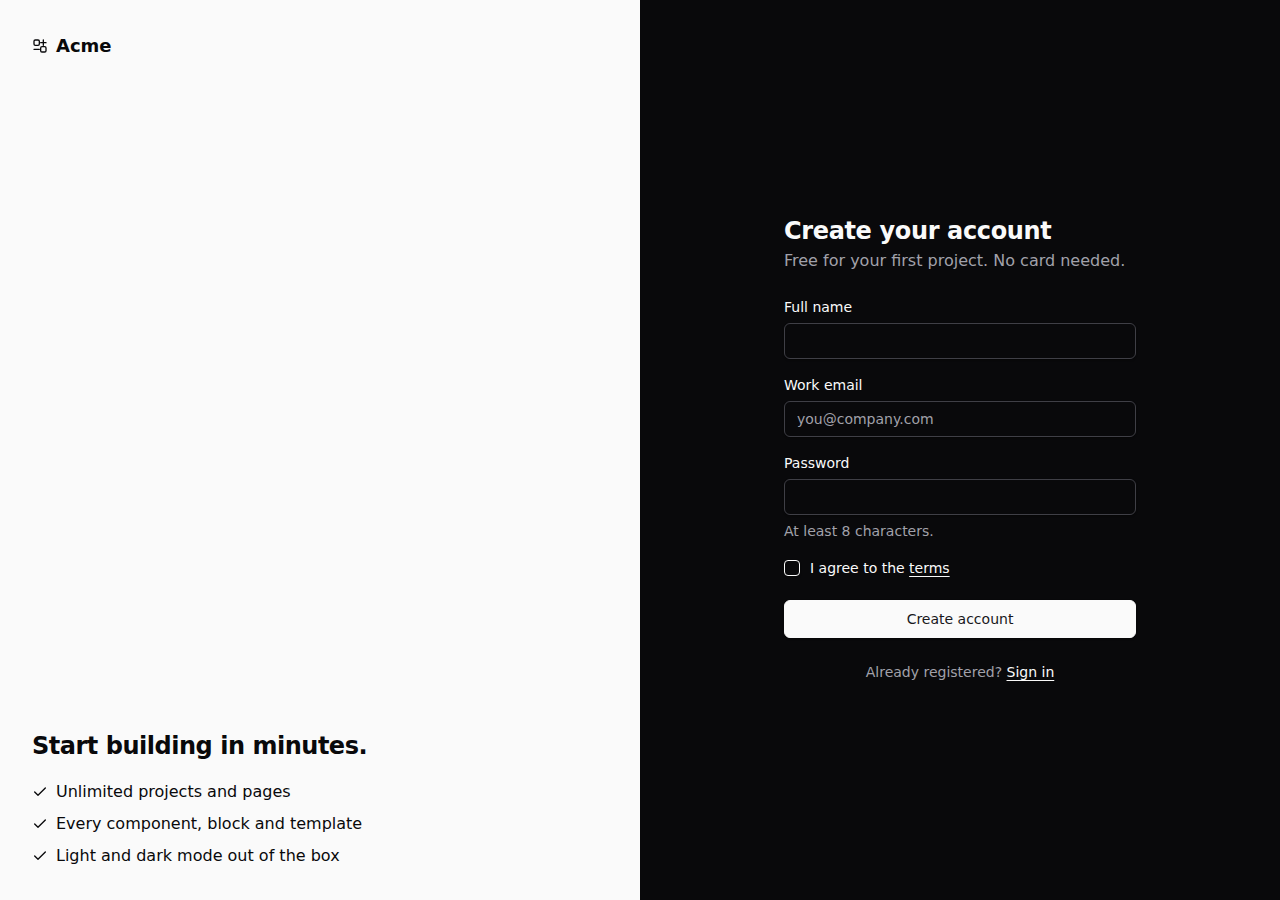 Acme
Start building in minutes.
Unlimited projects and pages
Every component, block and template
Light and dark mode out of the box
Create your account
Free for your first project. No card needed.
Full name
Work email
you@company.com
Password
At least 8 characters.
I agree to the terms
Create account
Already registered? Sign in